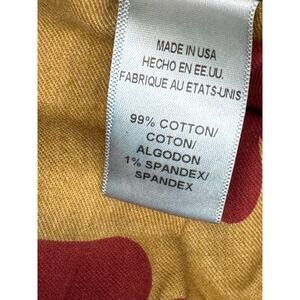 MADE IN USA
HECHO EN EE.UU.
FABRIQUE AU ETATS-UNIS
99% COTTON/
COTON/
ALGODON
1% SPANDEX/
SPANDEX